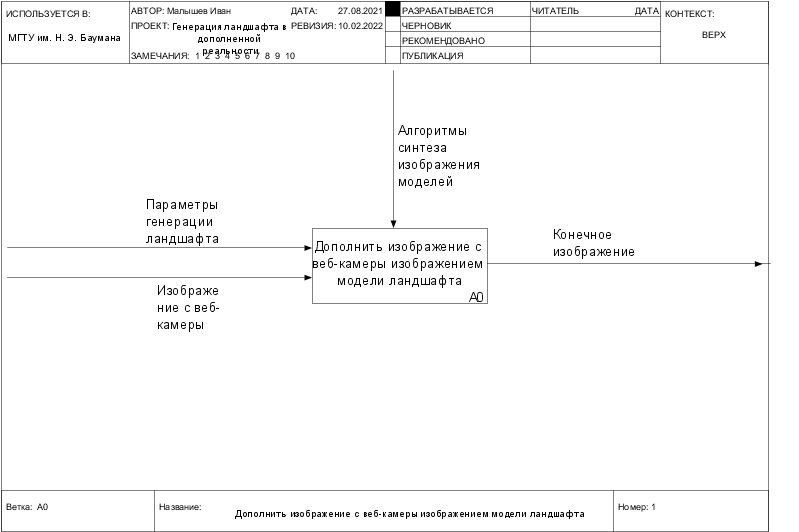 ИСПОЛЬЗУЕТСЯ В:
МГТУ им. Н. Э. Баумана
АВТОР: Малышев Иван
ДАТА: 27.08.2021
ПРОЕКТ: Генерация ландшафта в
дополненной
реальности
РЕВИЗИЯ: 10.02.2022
ЗАМЕЧАНИЯ: 1 2 3 4 5 6 7 8 9 10
РАЗРАБАТЫВАЕТСЯ
ЧЕРНОВИК
РЕКОМЕНДОВАНО
ПУБЛИКАЦИЯ
ЧИТАТЕЛЬ ДАТА
КОНТЕКСТ:
ВЕРХ
Алгоритмы
синтеза
изображения
моделей
Параметры
генерации
ландшафта
Изображе
ние с веб-
камеры
Дополнить изображение с
веб-камеры изображением
модели ландшафта
A0
Конечное
изображение
Ветка: A0
Название:
Дополнить изображение с веб-камеры изображением модели ландшафта
Номер: 1